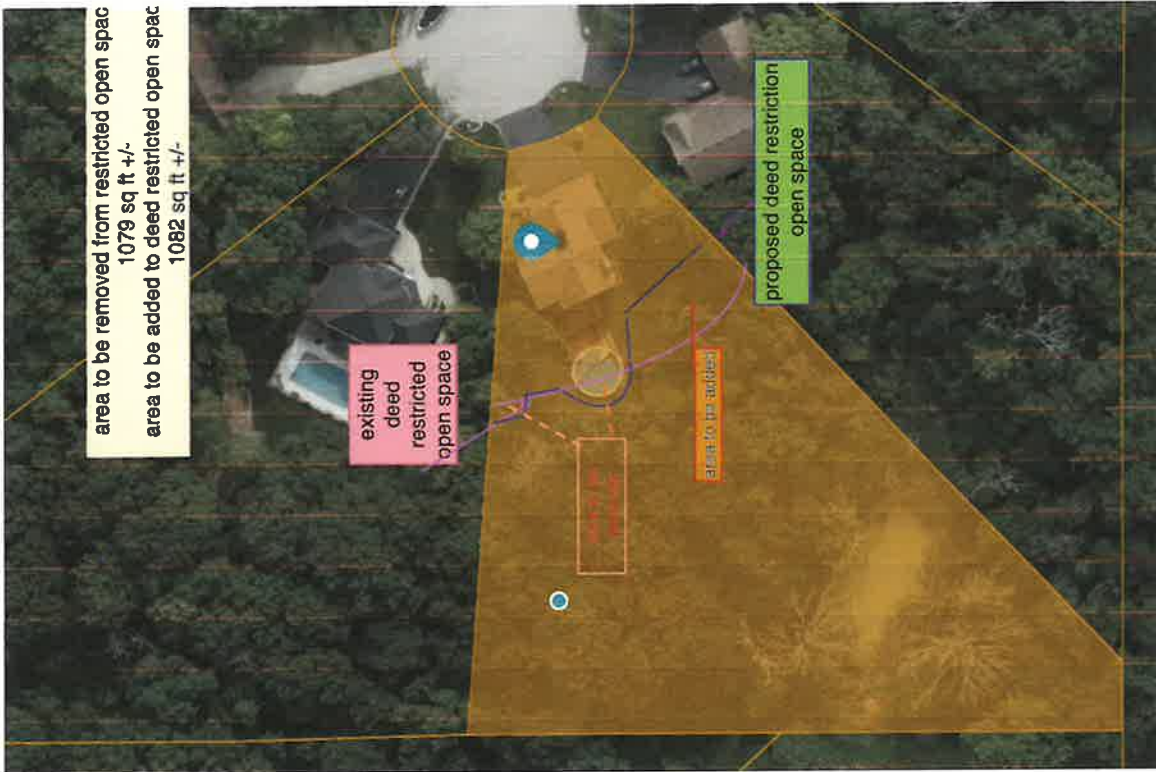 area to be removed from restricted open spac
1079 sq ft +/-
area to be added to deed restricted open spac
1082 sq ft +/-
existing
deed
restricted
open space
proposed deed restriction
open space
area to be added